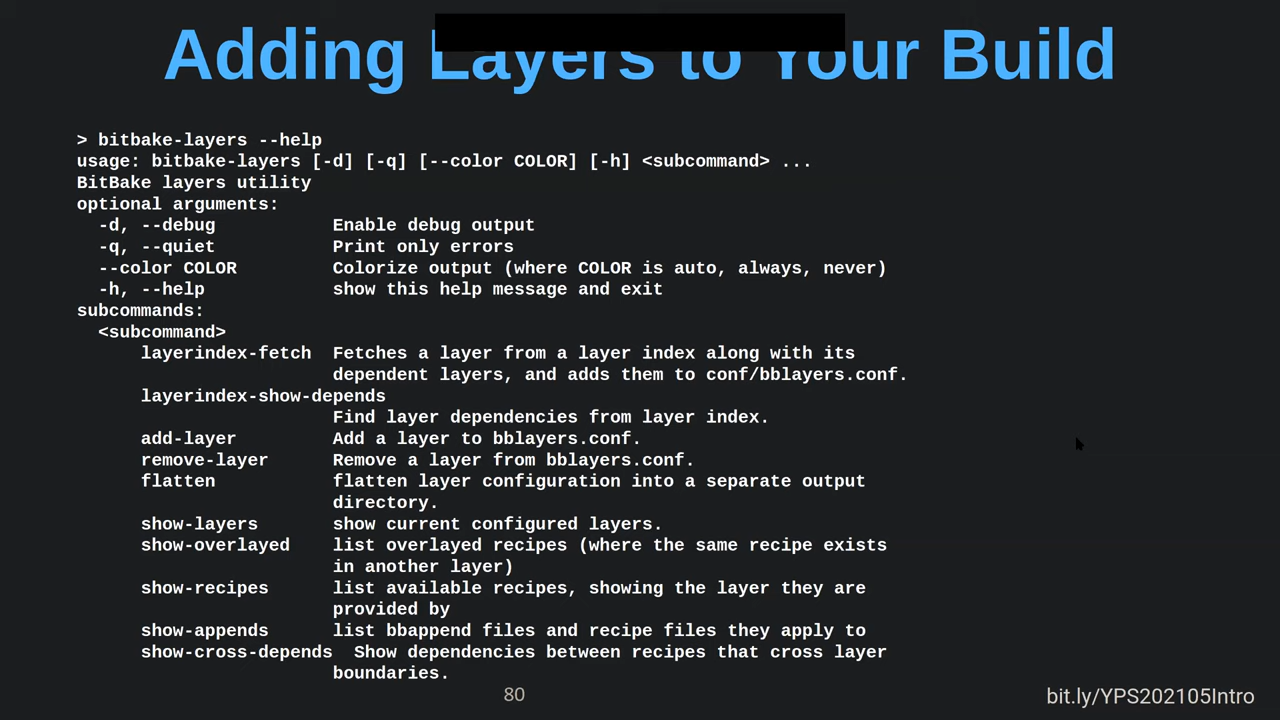 Adding Layers to Your Build
> bitbake-layers --help
usage: bitbake-layers [-d] [-q] [--color COLOR] [-h] <subcommand> ...
BitBake layers utility
optional arguments:
-d, --debug Enable debug output
-q, --quiet Print only errors
--color COLOR Colorize output (where COLOR is auto, always, never)
-h, --help show this help message and exit
subcommands:
<subcommand>
layerindex-fetch Fetches a layer from a layer index along with its
dependent layers, and adds them to conf/bblayers.conf.
layerindex-show-depends
Find layer dependencies from layer index.
add-layer Add a layer to bblayers.conf.
remove-layer Remove a layer from bblayers.conf.
flatten flatten layer configuration into a separate output
directory.
show-layers show current configured layers.
show-overlayed list overlayed recipes (where the same recipe exists
in another layer)
show-recipes list available recipes, showing the layer they are
provided by
show-appends list bbappend files and recipe files they apply to
show-cross-depends Show dependencies between recipes that cross layer
boundaries.
80
bit.ly/YPS202105Intro